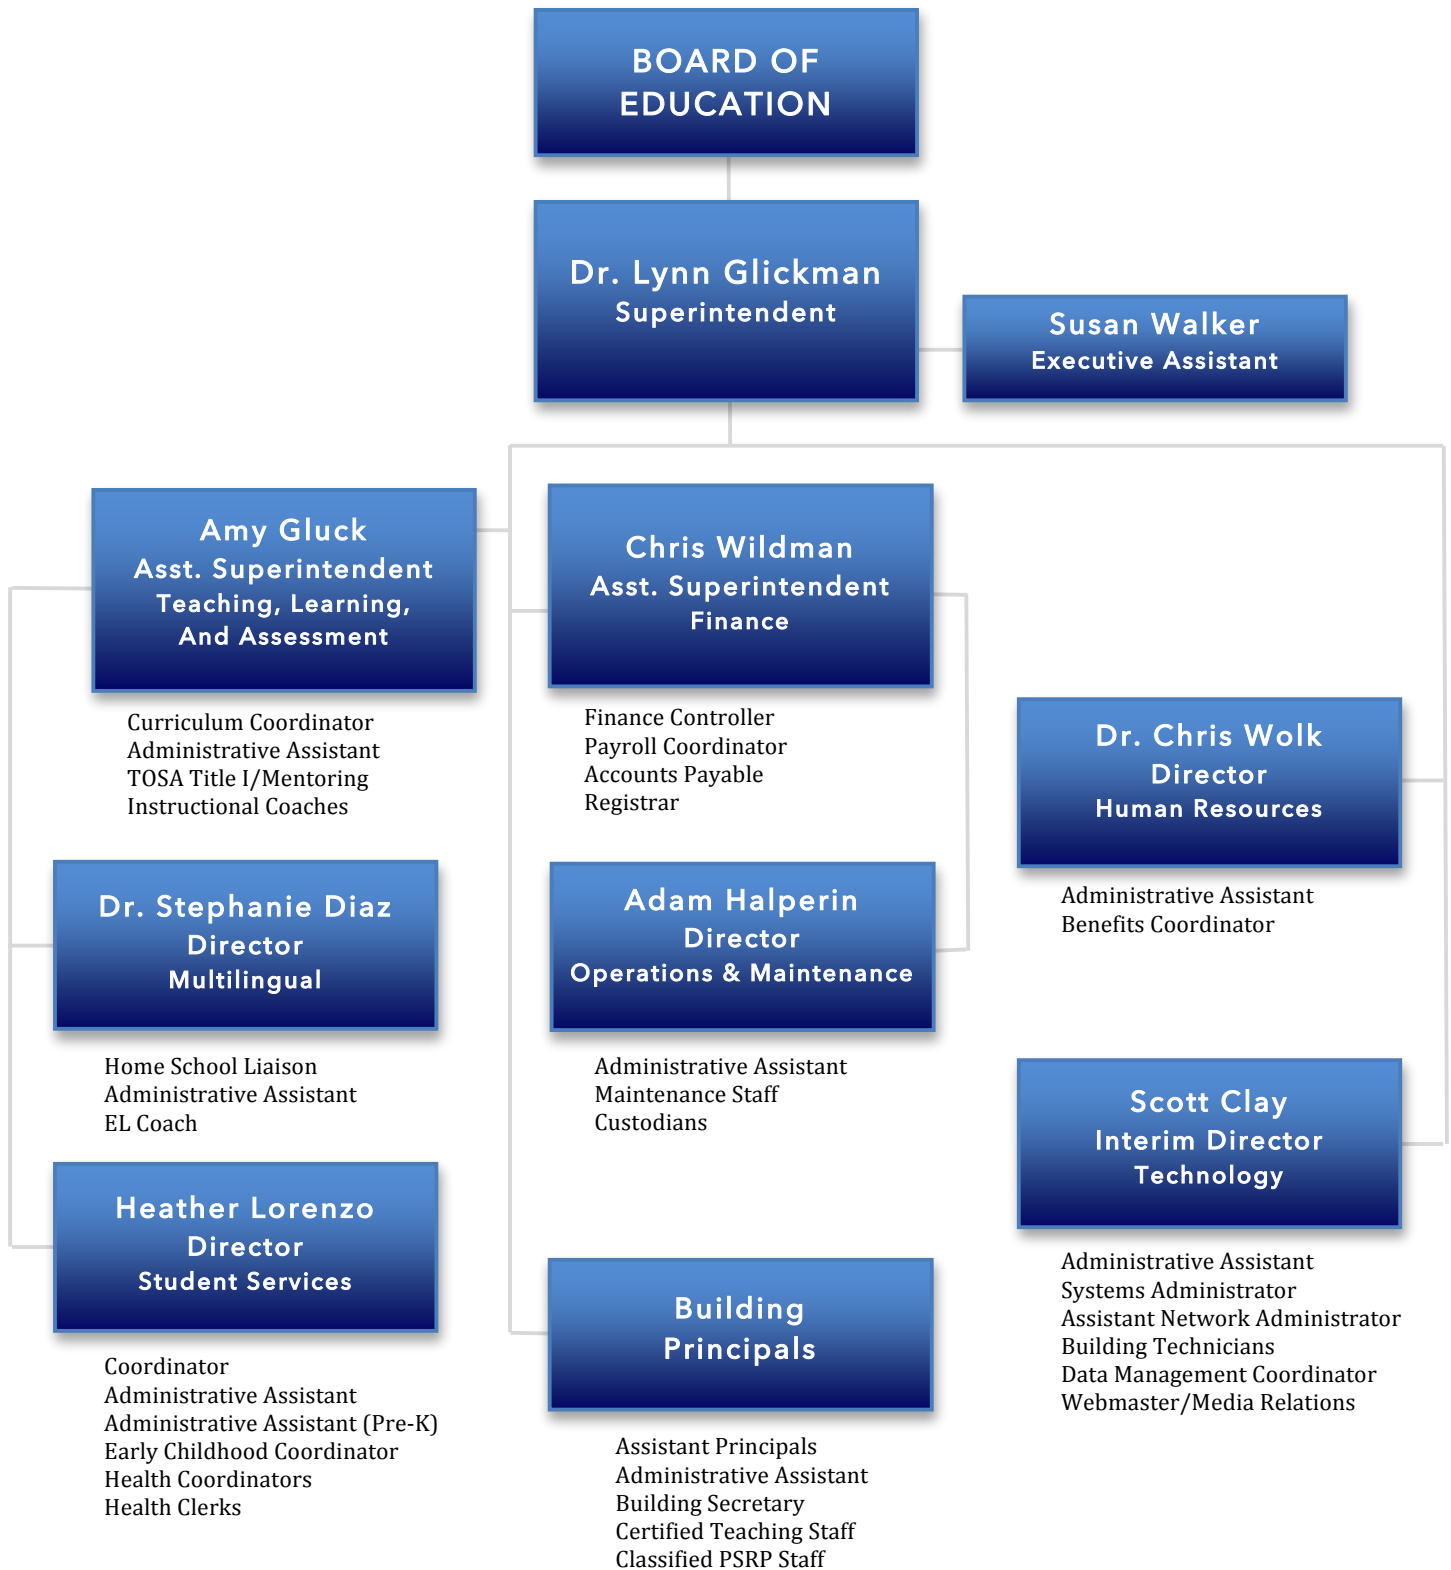 BOARD OF
EDUCATION
Dr. Lynn Glickman
Superintendent
Susan Walker
Executive Assistant
Amy Gluck
Asst. Superintendent
Teaching, Learning,
And Assessment
Curriculum Coordinator
Administrative Assistant
TOSA Title I/Mentoring
Instructional Coaches
Chris Wildman
Asst. Superintendent
Finance
Finance Controller
Payroll Coordinator
Accounts Payable
Registrar
Dr. Chris Wolk
Director
Human Resources
Administrative Assistant
Benefits Coordinator
Dr. Stephanie Diaz
Director
Multilingual
Home School Liaison
Administrative Assistant
EL Coach
Adam Halperin
Director
Operations & Maintenance
Administrative Assistant
Maintenance Staff
Custodians
Scott Clay
Interim Director
Technology
Administrative Assistant
Systems Administrator
Assistant Network Administrator
Building Technicians
Data Management Coordinator
Webmaster/Media Relations
Heather Lorenzo
Director
Student Services
Coordinator
Administrative Assistant
Administrative Assistant (Pre-K)
Early Childhood Coordinator
Health Coordinators
Health Clerks
Building
Principals
Assistant Principals
Administrative Assistant
Building Secretary
Certified Teaching Staff
Classified PSRP Staff